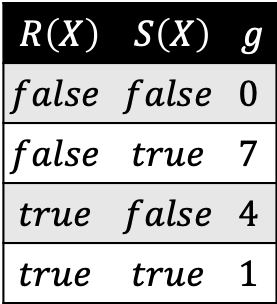 R(X) S(X) g
false false 0
false true 7
true false 4
true true 1